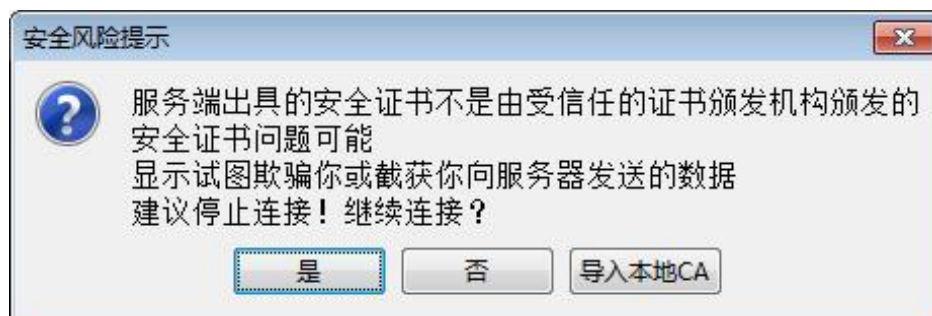 安全风险提示
服务端出具的安全证书不是由受信任的证书颁发机构颁发的
安全证书问题可能
显示试图欺骗你或截获你向服务器发送的数据
建议停止连接！继续连接？
是
否
导入本地CA